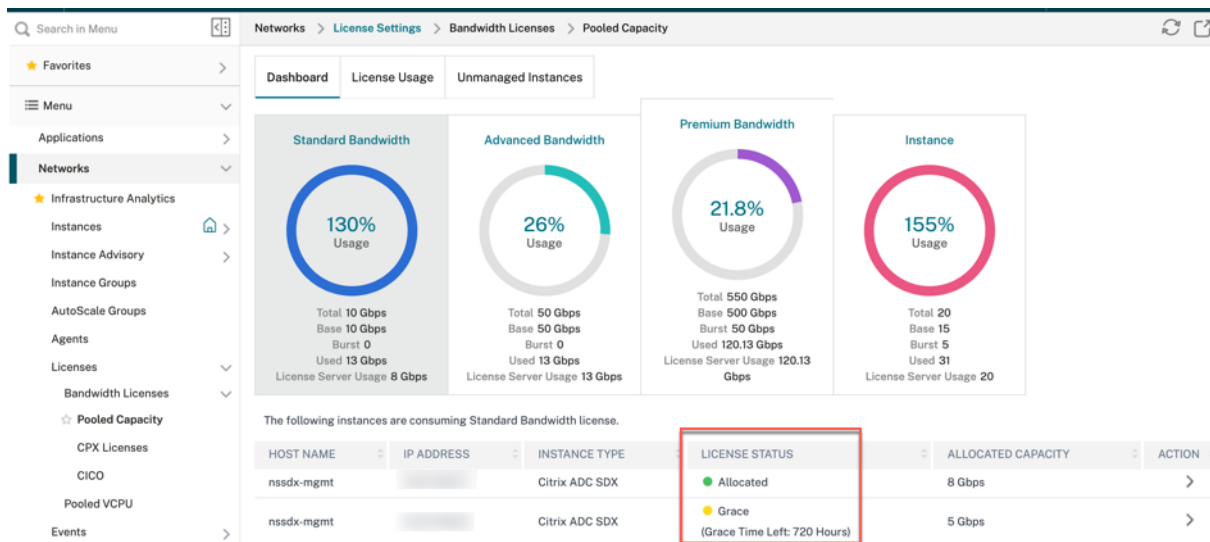 Search in Menu
Networks > License Settings > Bandwidth Licenses > Pooled Capacity
Favorites
Menu
Applications
Networks
Infrastructure Analytics
Instances
Instance Advisory
Instance Groups
AutoScale Groups
Agents
Licenses
Bandwidth Licenses
Pooled Capacity
CPX Licenses
CICO
Pooled VCPU
Events
Dashboard
License Usage
Unmanaged Instances
Standard Bandwidth
130%
Usage
Total 10 Gbps
Base 10 Gbps
Burst 0
Used 13 Gbps
License Server Usage 8 Gbps
Advanced Bandwidth
26%
Usage
Total 50 Gbps
Base 50 Gbps
Burst 0
Used 13 Gbps
License Server Usage 13 Gbps
Premium Bandwidth
21.8%
Usage
Total 550 Gbps
Base 500 Gbps
Burst 50 Gbps
Used 120.13 Gbps
License Server Usage 120.13
Gbps
Instance
155%
Usage
Total 20
Base 15
Burst 5
Used 31
License Server Usage 20
The following instances are consuming Standard Bandwidth license.
HOST NAME IP ADDRESS INSTANCE TYPE LICENSE STATUS ALLOCATED CAPACITY ACTION
nssdx-mgmt Citrix ADC SDX Allocated 8 Gbps
nssdx-mgmt Citrix ADC SDX Grace 5 Gbps
(Grace Time Left: 720 Hours)